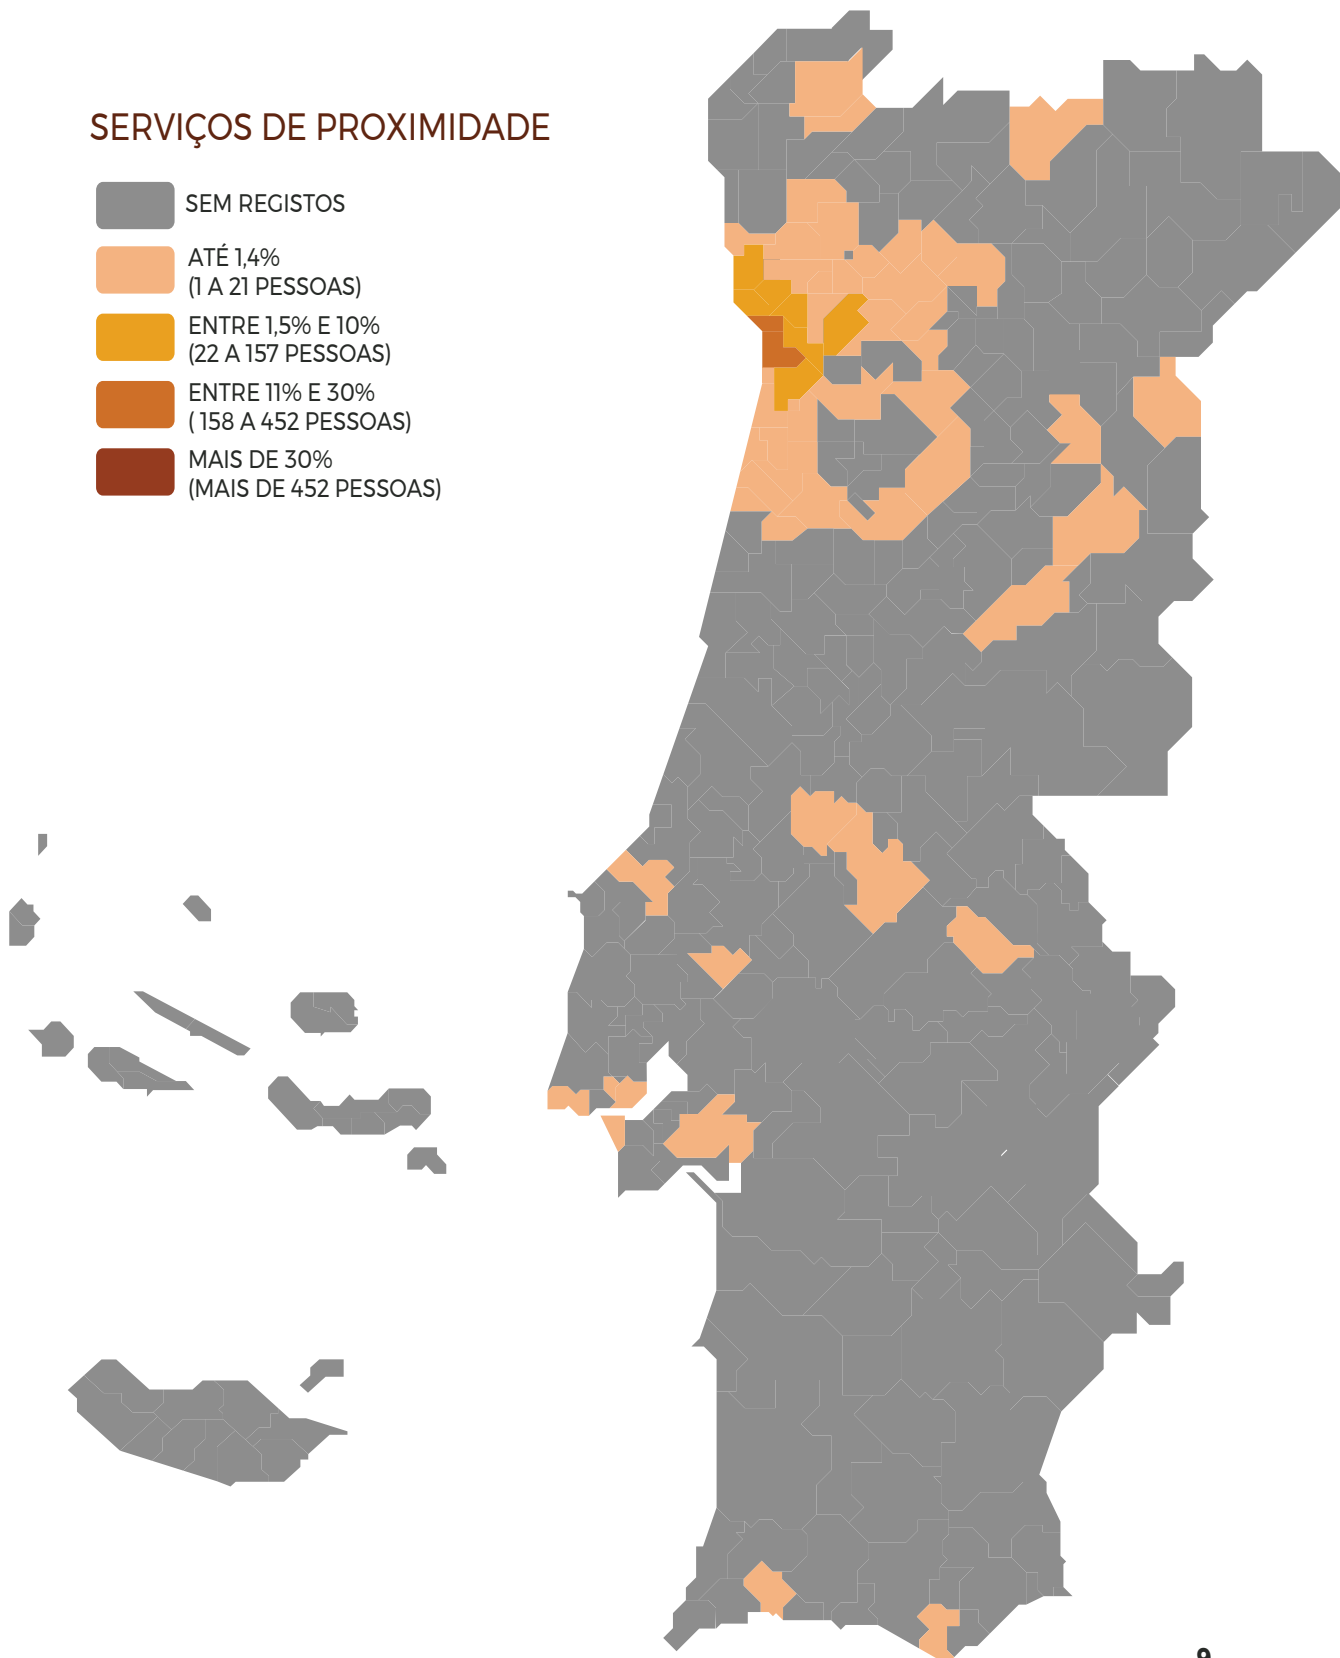 SERVIÇOS DE PROXIMIDADE
SEM REGISTOS
ATÉ 1,4%
(1 A 21 PESSOAS)
ENTRE 1,5% E 10%
(22 A 157 PESSOAS)
ENTRE 11% E 30%
( 158 A 452 PESSOAS)
MAIS DE 30%
(MAIS DE 452 PESSOAS)
9